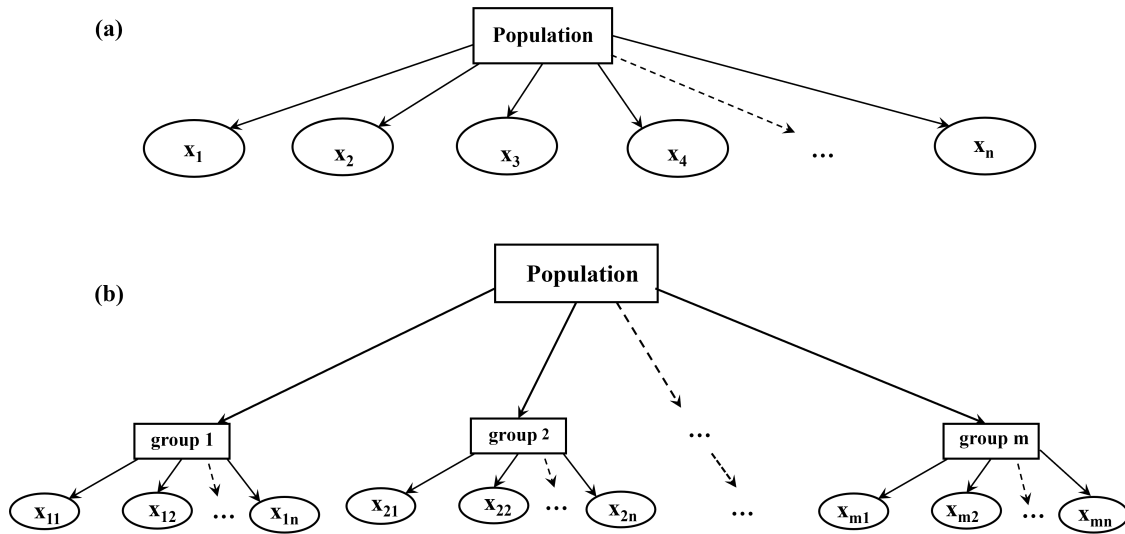 (a)
Population
x₁ x₂ x₃ x₄ ... xₙ
(b)
Population
group 1 group 2 ... group m
x₁₁ x₁₂ ... x₁ₙ x₂₁ x₂₂ ... x₂ₙ ... xₘ₁ xₘ₂ ... xₘₙ